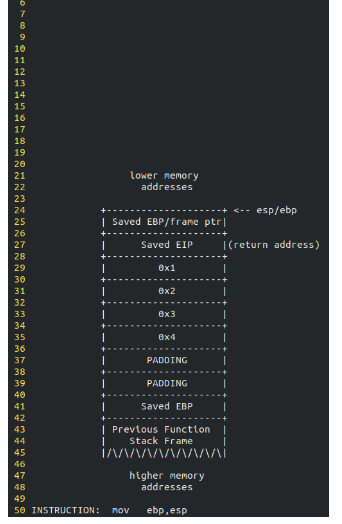 6
7
8
9
10
11
12
13
14
15
16
17
18
19
20
21 lower memory
22 addresses
23
24 +---------------------+ <-- esp/ebp
25 | Saved EBP/frame ptr|
26 +---------------------+
27 | Saved EIP |(return address)
28 +---------------------+
29 | 0x1 |
30 +---------------------+
31 | 0x2 |
32 +---------------------+
33 | 0x3 |
34 +---------------------+
35 | 0x4 |
36 +---------------------+
37 | PADDING |
38 +---------------------+
39 | PADDING |
40 +---------------------+
41 | Saved EBP |
42 +---------------------+
43 | Previous Function |
44 | Stack Frame |
45 |/\/\/\/\/\/\/\/\/\/\|
46
47 higher memory
48 addresses
49
50 INSTRUCTION: mov ebp,esp